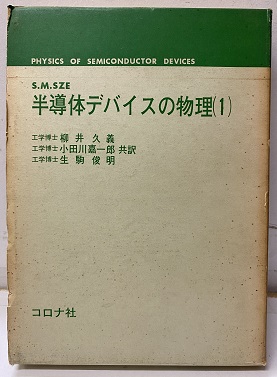 PHYSICS OF SEMICONDUCTOR DEVICES
S.M.SZE
半導体デバイスの物理(1)
工学博士 柳井久義
工学博士 小田川嘉一郎 共訳
工学博士 生駒俊明
コロナ社